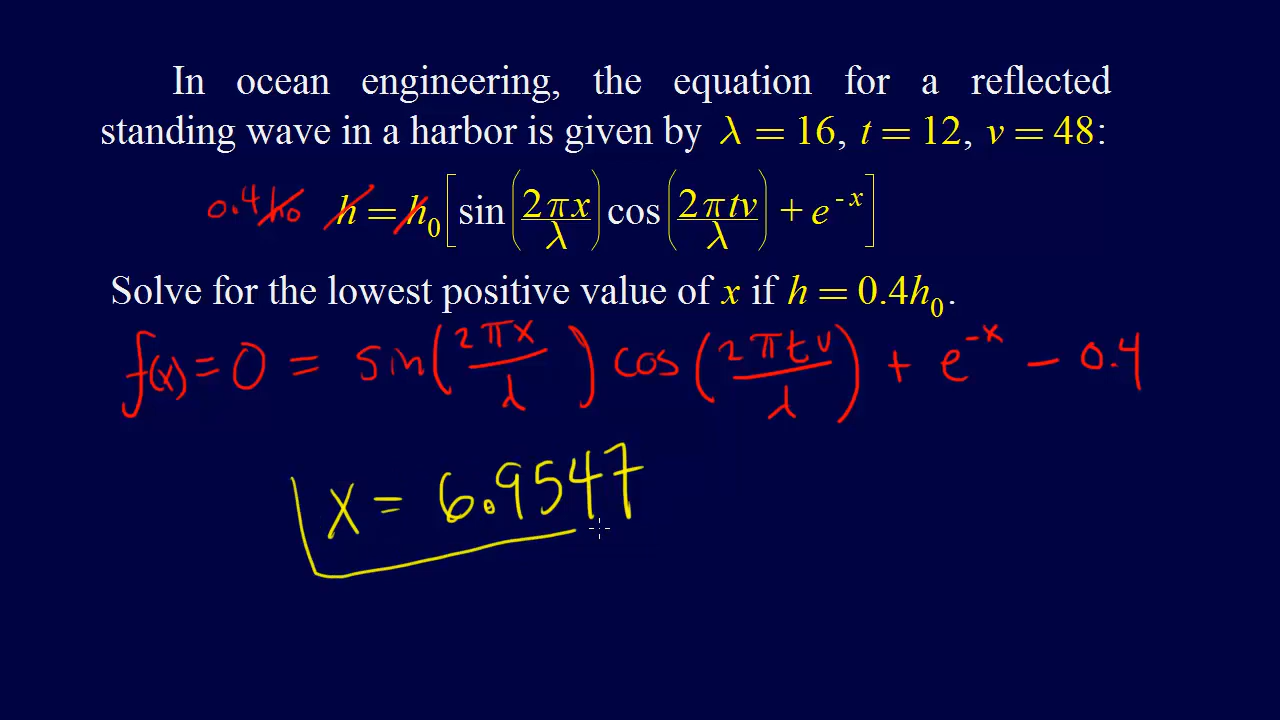 In ocean engineering, the equation for a reflected
standing wave in a harbor is given by λ = 16, t = 12, v = 48:
0.4h₀ h = h₀[sin(2πx/λ)cos(2πtv/λ) + e⁻ˣ]
Solve for the lowest positive value of x if h = 0.4h₀.
f(x) = 0 = sin(2πx/λ) cos(2πtv/λ) + e⁻ˣ − 0.4
x = 6.9547